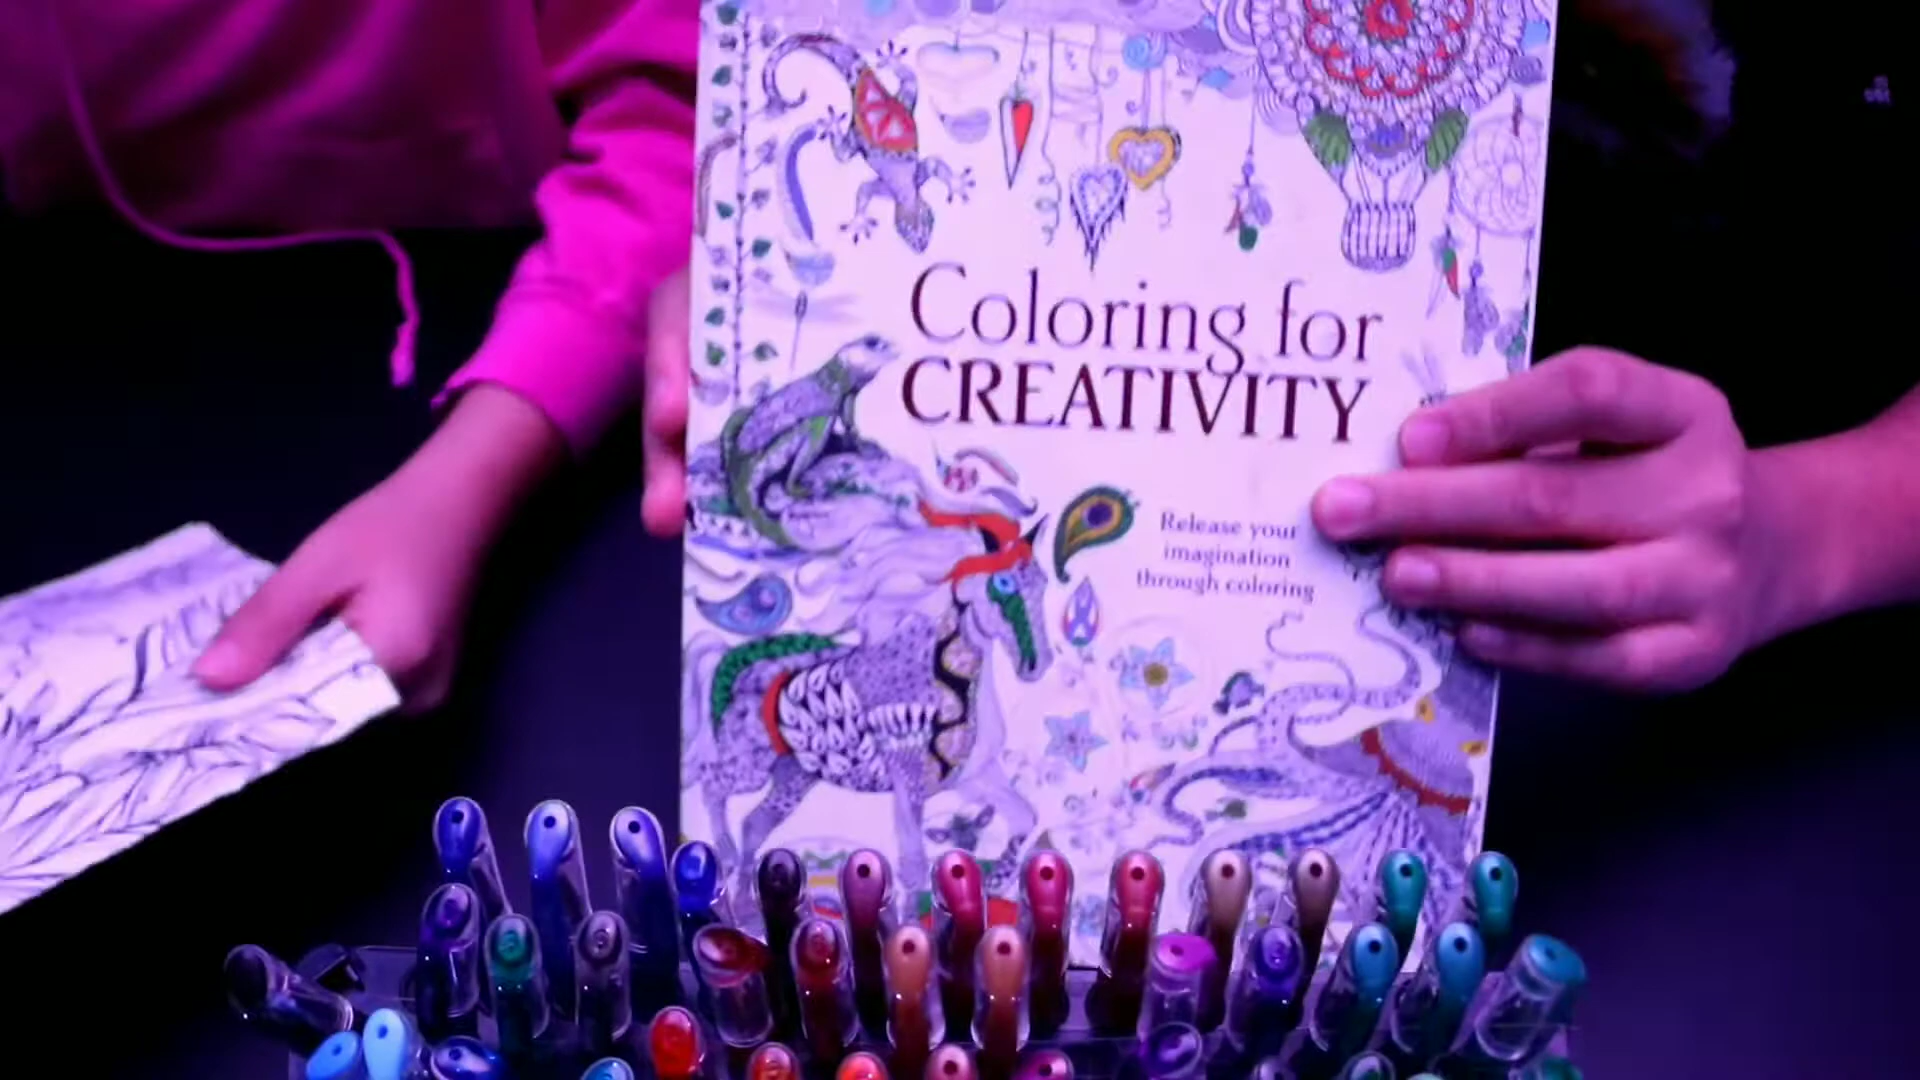 Coloring for
CREATIVITY
Release your
imagination
through coloring